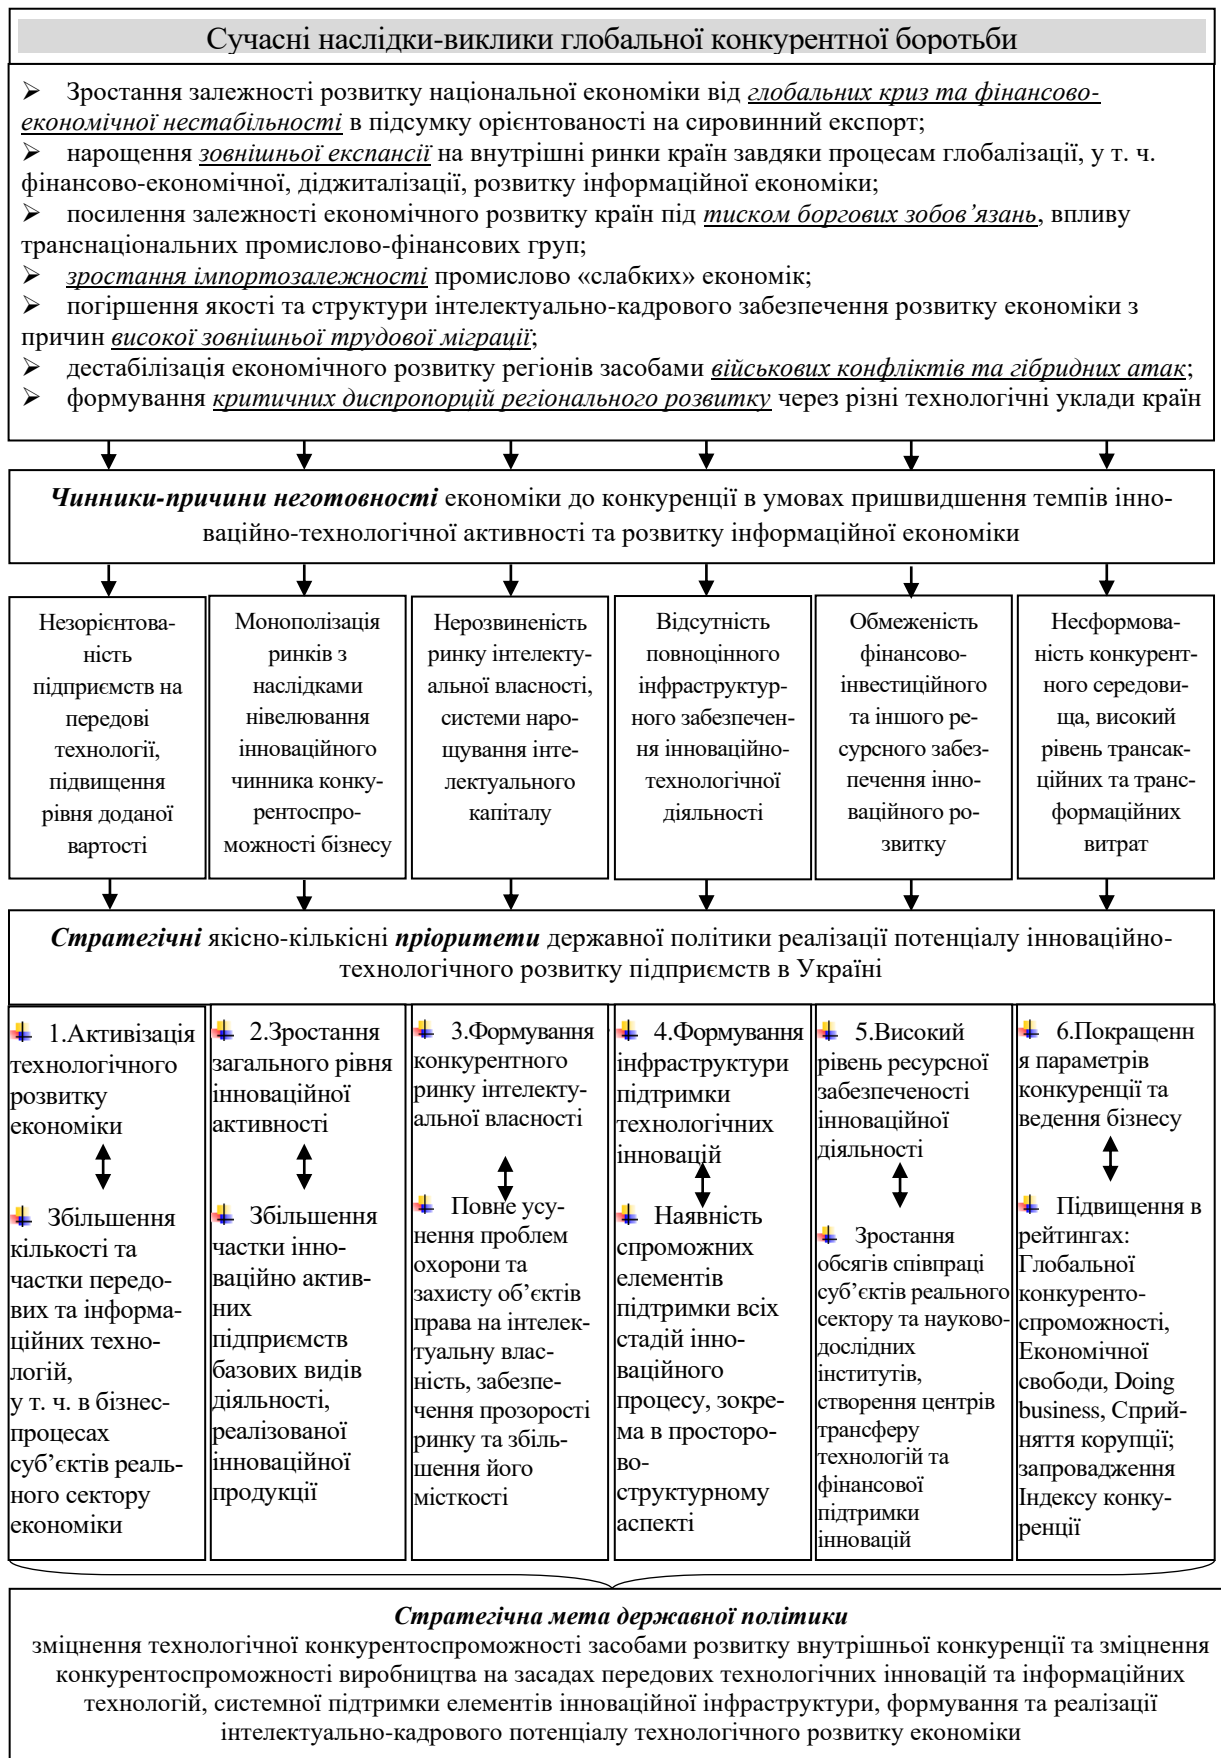 Сучасні наслідки-виклики глобальної конкурентної боротьби
➢ Зростання залежності розвитку національної економіки від глобальних криз та фінансово-
економічної нестабільності в підсумку орієнтованості на сировинний експорт;
➢ нарощення зовнішньої експансії на внутрішні ринки країн завдяки процесам глобалізації, у т. ч.
фінансово-економічної, діджиталізації, розвитку інформаційної економіки;
➢ посилення залежності економічного розвитку країн під тиском боргових зобов’язань, впливу
транснаціональних промислово-фінансових груп;
➢ зростання імпортозалежності промислово «слабких» економік;
➢ погіршення якості та структури інтелектуально-кадрового забезпечення розвитку економіки з
причин високої зовнішньої трудової міграції;
➢ дестабілізація економічного розвитку регіонів засобами військових конфліктів та гібридних атак;
➢ формування критичних диспропорцій регіонального розвитку через різні технологічні уклади країн
Чинники-причини неготовності економіки до конкуренції в умовах пришвидшення темпів інно-
ваційно-технологічної активності та розвитку інформаційної економіки
Незорієнтова-
ність
підприємств на
передові
технології,
підвищення
рівня доданої
вартості
Монополізація
ринків з
наслідками
нівелювання
інноваційного
чинника конку-
рентоспро-
можності бізнесу
Нерозвиненість
ринку інтелекту-
альної власності,
системи наро-
щування інте-
лектуального
капіталу
Відсутність
повноцінного
інфраструктур-
ного забезпечен-
ня інноваційно-
технологічної
діяльності
Обмеженість
фінансово-
інвестиційного
та іншого ре-
сурсного забез-
печення інно-
ваційного ро-
звитку
Несформова-
ність конкурент-
ного середови-
ща, високий
рівень трансак-
ційних та транс-
формаційних
витрат
Стратегічні якісно-кількісні пріоритети державної політики реалізації потенціалу інноваційно-
технологічного розвитку підприємств в Україні
1.Активізація
технологічного
розвитку
економіки
Збільшення
кількості та
частки передо-
вих та інформа-
ційних техно-
логій,
у т. ч. в бізнес-
процесах
суб’єктів реаль-
ного сектору
економіки
2.Зростання
загального рівня
інноваційної
активності
Збільшення
частки інно-
ваційно актив-
них
підприємств
базових видів
діяльності,
реалізованої
інноваційної
продукції
3.Формування
конкурентного
ринку інтелекту-
альної власності
Повне усу-
нення проблем
охорони та
захисту об’єктів
права на інтелек-
туальну влас-
ність, забезпе-
чення прозорості
ринку та збіль-
шення його
місткості
4.Формування
інфраструктури
підтримки
технологічних
інновацій
Наявність
спроможних
елементів
підтримки всіх
стадій інно-
ваційного
процесу, зокре-
ма в просторо-
во-
структурному
аспекті
5.Високий
рівень ресурсної
забезпеченості
інноваційної
діяльності
Зростання
обсягів співпраці
суб’єктів реального
сектору та науково-
дослідних
інститутів,
створення центрів
трансферу
технологій та
фінансової
підтримки
інновацій
6.Покращенн
я параметрів
конкуренції та
ведення бізнесу
Підвищення в
рейтингах:
Глобальної
конкуренто-
спроможності,
Економічної
свободи, Doing
business, Сприй-
няття корупції;
запровадження
Індексу конку-
ренції
Стратегічна мета державної політики
зміцнення технологічної конкурентоспроможності засобами розвитку внутрішньої конкуренції та зміцнення
конкурентоспроможності виробництва на засадах передових технологічних інновацій та інформаційних
технологій, системної підтримки елементів інноваційної інфраструктури, формування та реалізації
інтелектуально-кадрового потенціалу технологічного розвитку економіки